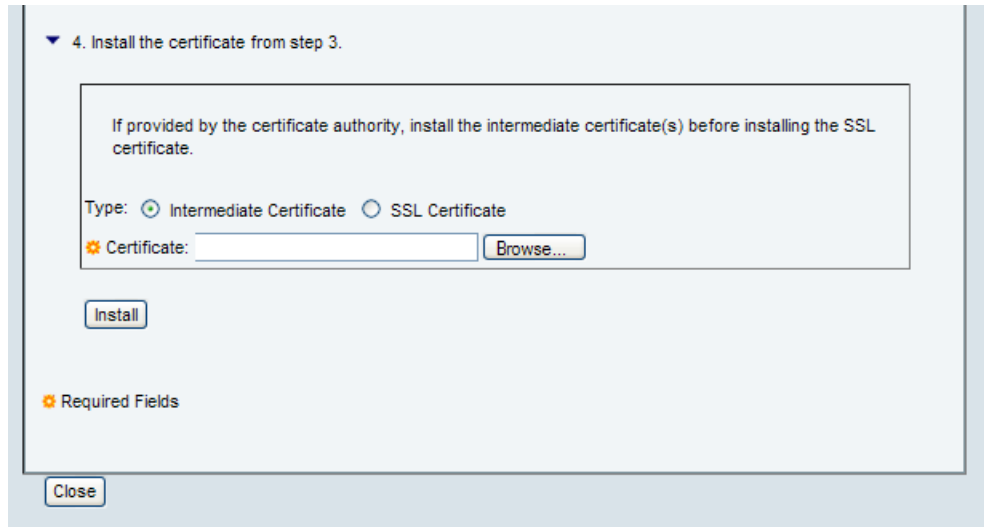 4. Install the certificate from step 3.
If provided by the certificate authority, install the intermediate certificate(s) before installing the SSL
certificate.
Type: Intermediate Certificate SSL Certificate
Certificate: Browse...
Install
Required Fields
Close